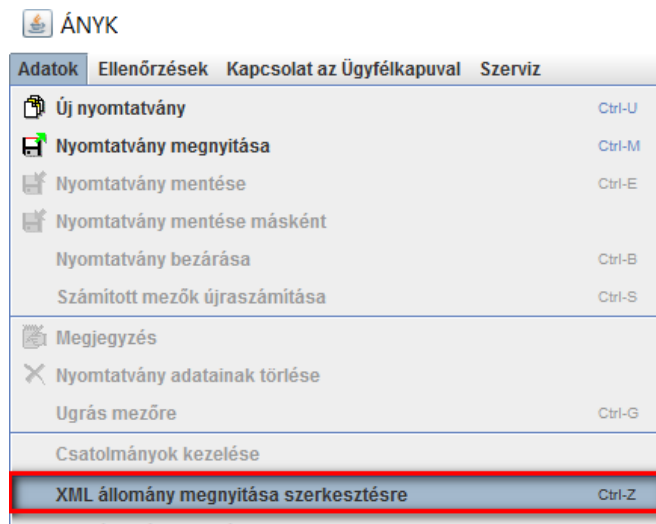 ÁNYK
Adatok Ellenőrzések Kapcsolat az Ügyfélkapuval Szerviz
Új nyomtatvány Ctrl-U
Nyomtatvány megnyitása Ctrl-M
Nyomtatvány mentése Ctrl-E
Nyomtatvány mentése másként
Nyomtatvány bezárása Ctrl-B
Számított mezők újraszámítása Ctrl-S
Megjegyzés
Nyomtatvány adatainak törlése
Ugrás mezőre Ctrl-G
Csatolmányok kezelése
XML állomány megnyitása szerkesztésre Ctrl-Z